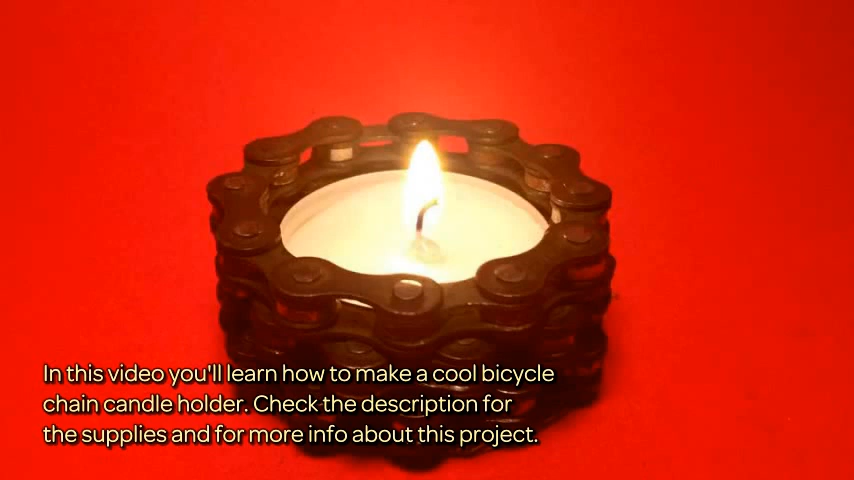 In this video you'll learn how to make a cool bicycle
chain candle holder. Check the description for
the supplies and for more info about this project.